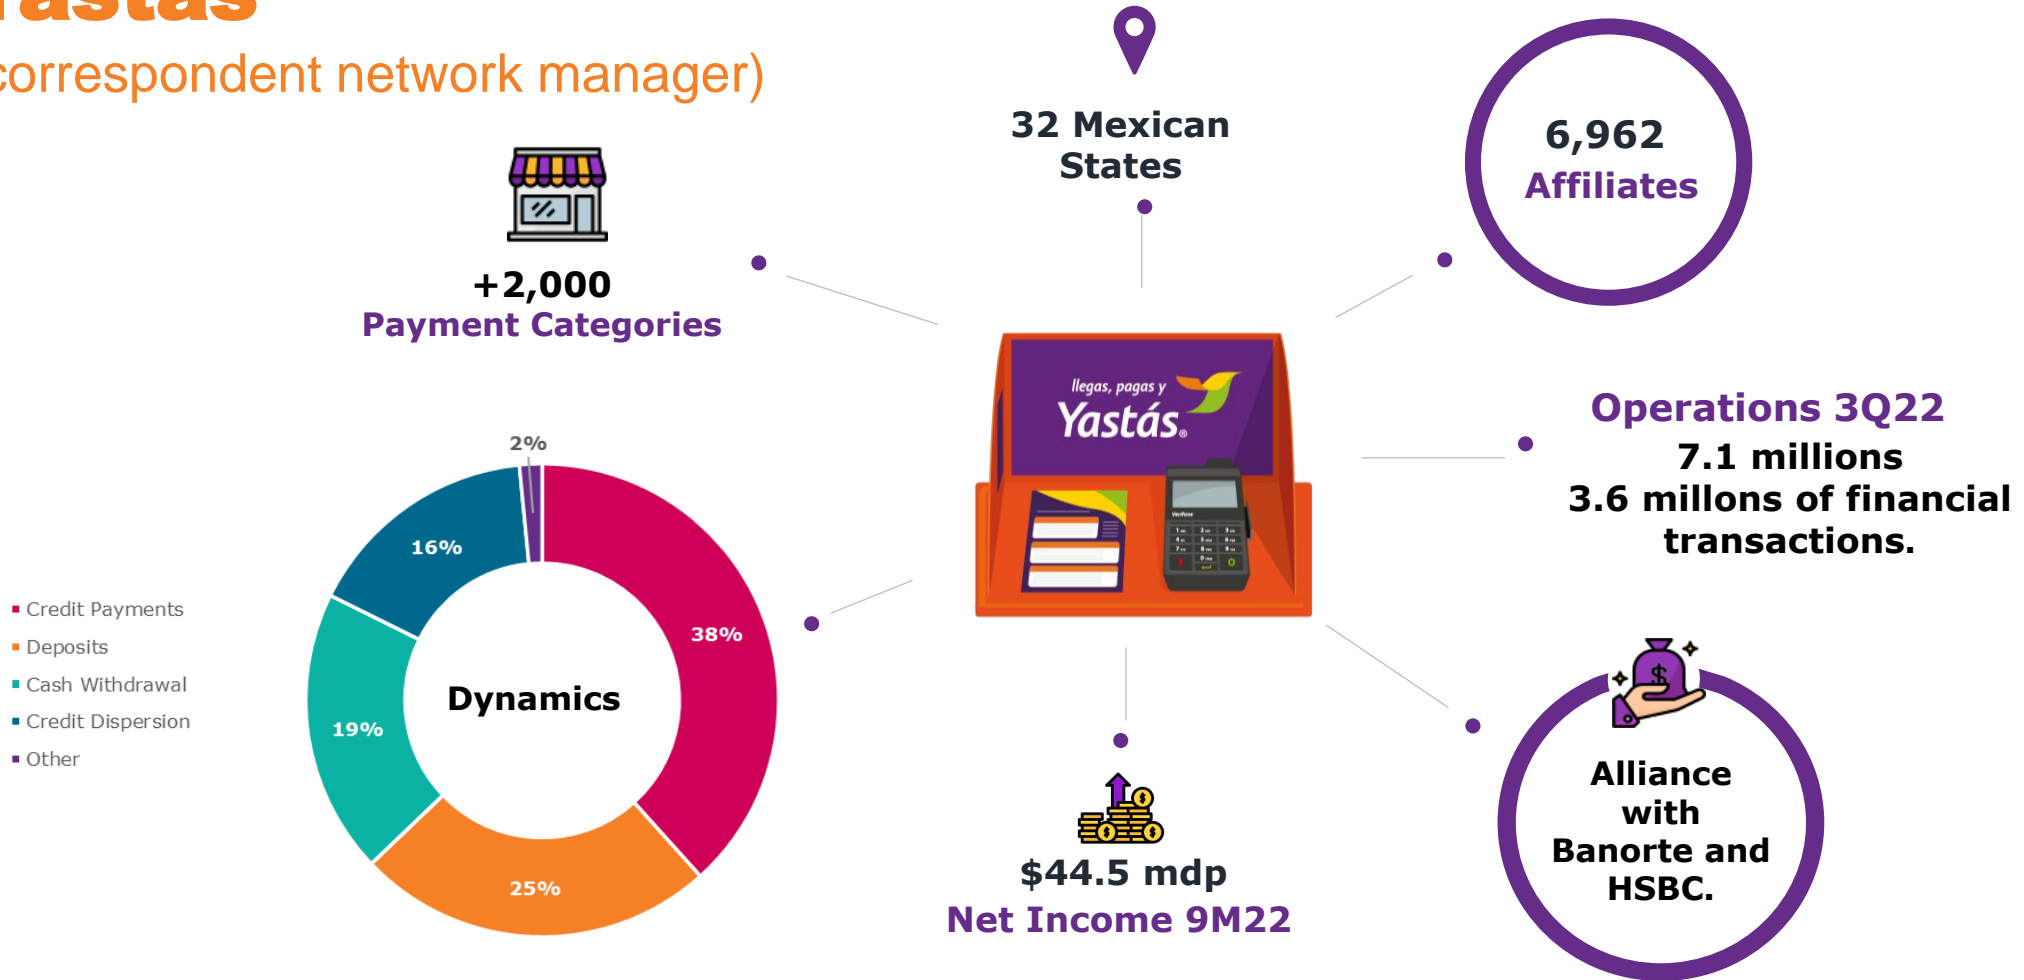 Yastás
correspondent network manager)
32 Mexican
States
6,962
Affiliates
+2,000
Payment Categories
llegas, pagas y
Yastás®
Operations 3Q22
7.1 millions
3.6 millons of financial
transactions.
2%
16%
38%
19%
25%
Dynamics
Credit Payments
Deposits
Cash Withdrawal
Credit Dispersion
Other
$44.5 mdp
Net Income 9M22
Alliance
with
Banorte and
HSBC.